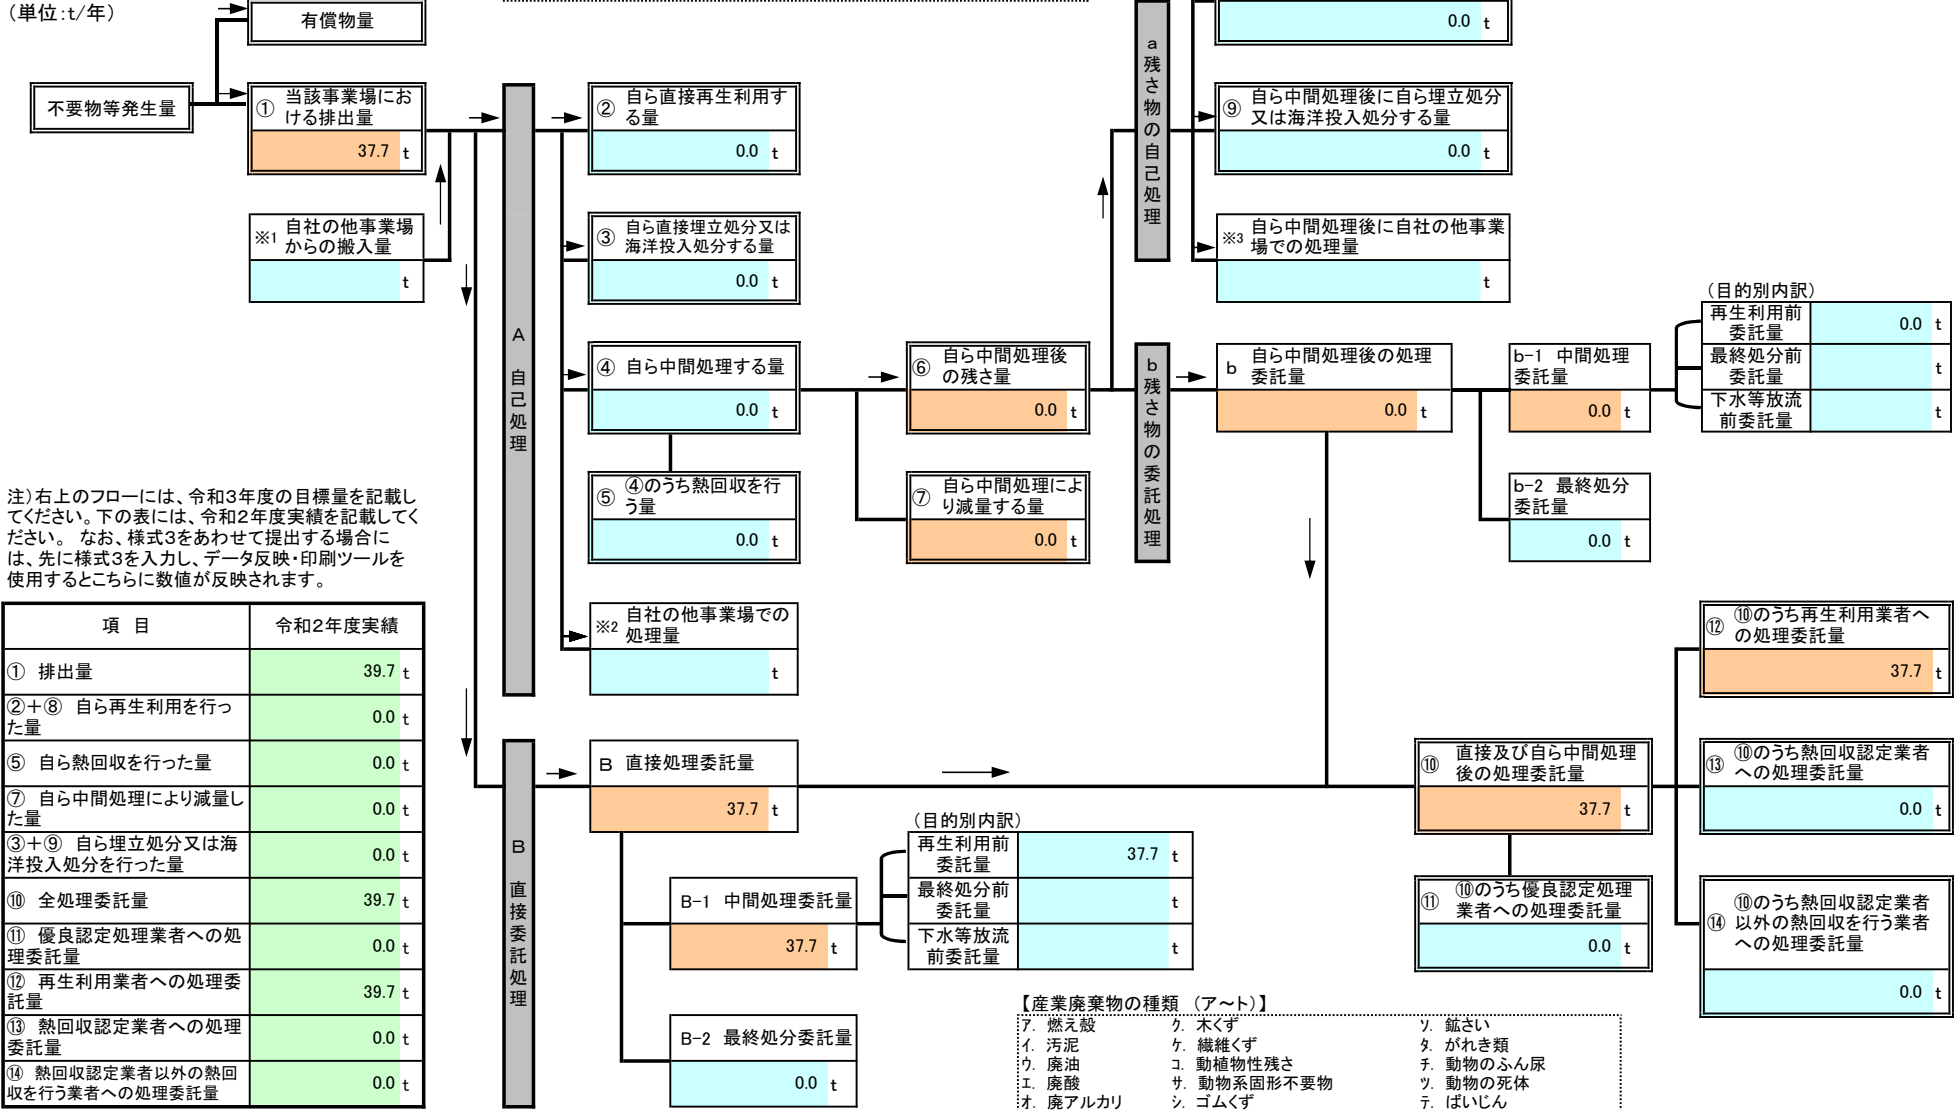 (単位:t/年)
有償物量
0.0 t
不要物等発生量
① 当該事業場にお
ける排出量
37.7 t
※1 自社の他事業場
からの搬入量
t
A 自己処理
② 自ら直接再生利用す
る量
0.0 t
③ 自ら直接埋立処分又は
海洋投入処分する量
0.0 t
④ 自ら中間処理する量
0.0 t
⑤ ④のうち熱回収を行
う量
0.0 t
※2 自社の他事業場での
処理量
t
⑥ 自ら中間処理後
の残さ量
0.0 t
⑦ 自ら中間処理によ
り減量する量
0.0 t
a 残さ物の自己処理
⑨ 自ら中間処理後に自ら埋立処分
又は海洋投入処分する量
0.0 t
※3 自ら中間処理後に自社の他事業
場での処理量
t
b 残さ物の委託処理
b 自ら中間処理後の処理
委託量
0.0 t
b-1 中間処理
委託量
0.0 t
b-2 最終処分
委託量
0.0 t
(目的別内訳)
再生利用前
委託量
0.0 t
最終処分前
委託量
t
下水等放流
前委託量
t
注)右上のフローには、令和3年度の目標量を記載し
てください。下の表には、令和2年度実績を記載してく
ださい。 なお、様式3をあわせて提出する場合に
は、先に様式3を入力し、データ反映・印刷ツールを
使用するとこちらに数値が反映されます。
項 目 令和2年度実績
① 排出量 39.7 t
②+⑧ 自ら再生利用を行っ
た量
0.0 t
⑤ 自ら熱回収を行った量 0.0 t
⑦ 自ら中間処理により減量し
た量
0.0 t
③+⑨ 自ら埋立処分又は海
洋投入処分を行った量
0.0 t
⑩ 全処理委託量 39.7 t
⑪ 優良認定処理業者への処
理委託量
0.0 t
⑫ 再生利用業者への処理委
託量
39.7 t
⑬ 熱回収認定業者への処理
委託量
0.0 t
⑭ 熱回収認定業者以外の熱回
収を行う業者への処理委託量
0.0 t
B 直接委託処理
B 直接処理委託量
37.7 t
B-1 中間処理委託量
37.7 t
B-2 最終処分委託量
0.0 t
(目的別内訳)
再生利用前
委託量
37.7 t
最終処分前
委託量
t
下水等放流
前委託量
t
⑩ 直接及び自ら中間処理
後の処理委託量
37.7 t
⑪ ⑩のうち優良認定処理
業者への処理委託量
0.0 t
⑫ ⑩のうち再生利用業者へ
の処理委託量
37.7 t
⑬ ⑩のうち熱回収認定業者
への処理委託量
0.0 t
⑭ ⑩のうち熱回収認定業者
以外の熱回収を行う業者
への処理委託量
0.0 t
【産業廃棄物の種類 (ア~ト)】
ア. 燃え殻 ク. 木くず ソ. 鉱さい
イ. 汚泥 ケ. 繊維くず タ. がれき類
ウ. 廃油 コ. 動植物性残さ チ. 動物のふん尿
エ. 廃酸 サ. 動物系固形不要物 ツ. 動物の死体
オ. 廃アルカリ シ. ゴムくず テ. ばいじん